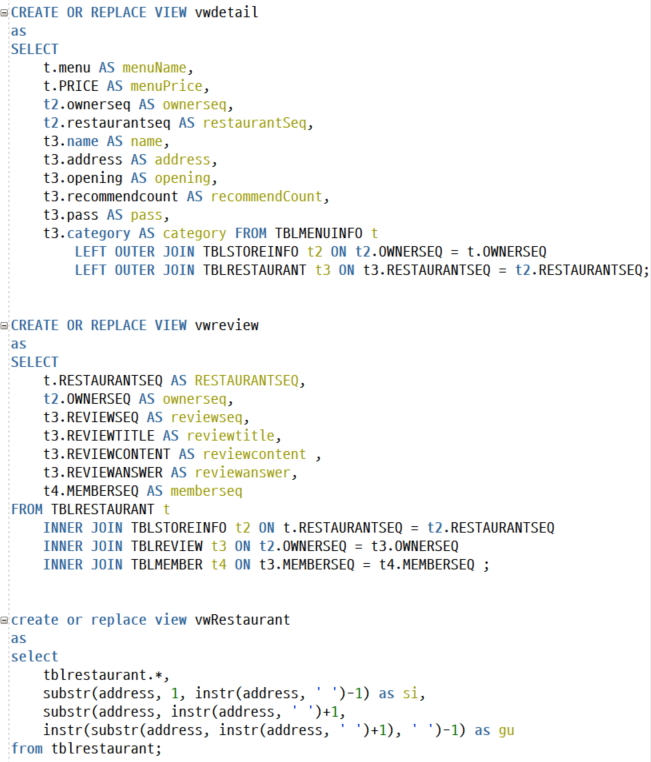 CREATE OR REPLACE VIEW vwdetail
as
SELECT
t.menu AS menuName,
t.PRICE AS menuPrice,
t2.ownerseq AS ownerseq,
t2.restaurantseq AS restaurantSeq,
t3.name AS name,
t3.address AS address,
t3.opening AS opening,
t3.recommendcount AS recommendCount,
t3.pass AS pass,
t3.category AS category FROM TBLMENUINFO t
LEFT OUTER JOIN TBLSTOREINFO t2 ON t2.OWNERSEQ = t.OWNERSEQ
LEFT OUTER JOIN TBLRESTAURANT t3 ON t3.RESTAURANTSEQ = t2.RESTAURANTSEQ;
CREATE OR REPLACE VIEW vwreview
as
SELECT
t.RESTAURANTSEQ AS RESTAURANTSEQ,
t2.OWNERSEQ AS ownerseq,
t3.REVIEWSEQ AS reviewseq,
t3.REVIEWTITLE AS reviewtitle,
t3.REVIEWCONTENT AS reviewcontent ,
t3.REVIEWANSWER AS reviewanswer,
t4.MEMBERSEQ AS memberseq
FROM TBLRESTAURANT t
INNER JOIN TBLSTOREINFO t2 ON t.RESTAURANTSEQ = t2.RESTAURANTSEQ
INNER JOIN TBLREVIEW t3 ON t2.OWNERSEQ = t3.OWNERSEQ
INNER JOIN TBLMEMBER t4 ON t3.MEMBERSEQ = t4.MEMBERSEQ ;
create or replace view vwRestaurant
as
select
tblrestaurant.*,
substr(address, 1, instr(address, ' ')-1) as si,
substr(address, instr(address, ' ')+1,
instr(substr(address, instr(address, ' ')+1), ' ')-1) as gu
from tblrestaurant;